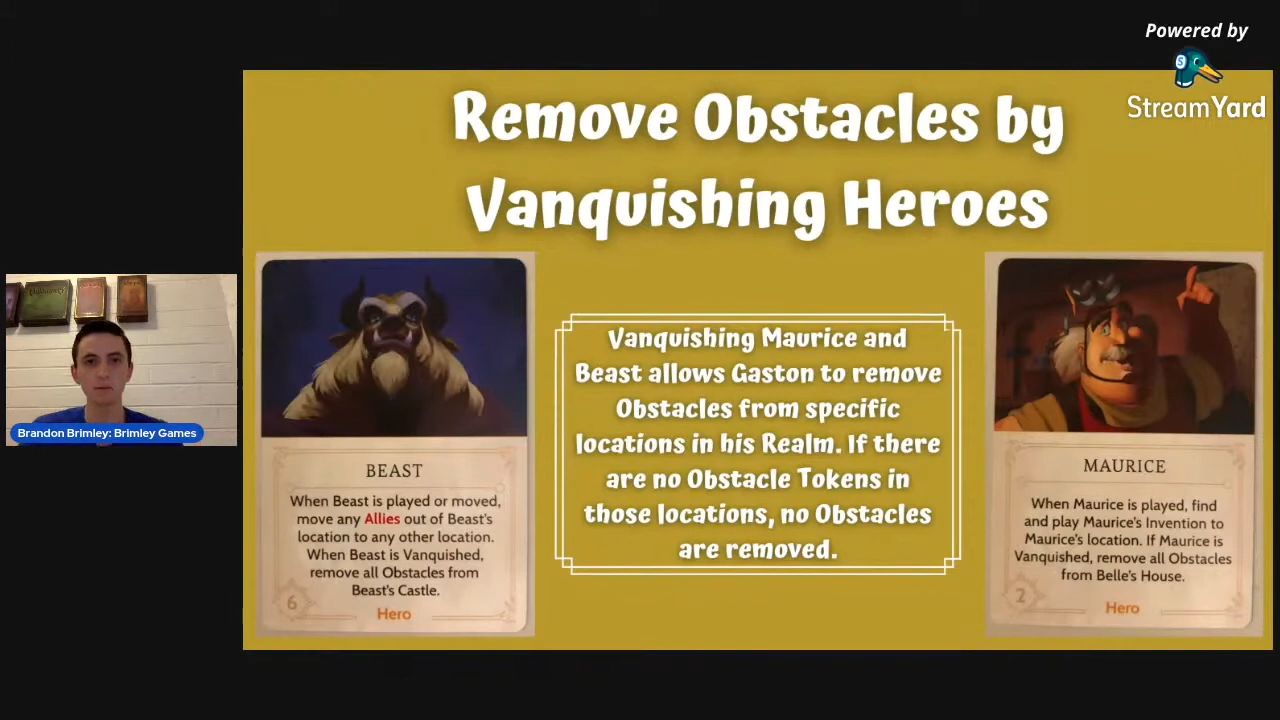 Powered by
StreamYard
Remove Obstacles by
Vanquishing Heroes
Brandon Brimley: Brimley Games
BEAST
When Beast is played or moved,
move any Allies out of Beast's
location to any other location.
When Beast is Vanquished,
remove all Obstacles from
Beast's Castle.
6
Hero
Vanquishing Maurice and
Beast allows Gaston to remove
Obstacles from specific
locations in his Realm. If there
are no Obstacle Tokens in
those locations, no Obstacles
are removed.
MAURICE
When Maurice is played, find
and play Maurice's Invention to
Maurice's location. If Maurice is
Vanquished, remove all Obstacles
from Belle's House.
2
Hero